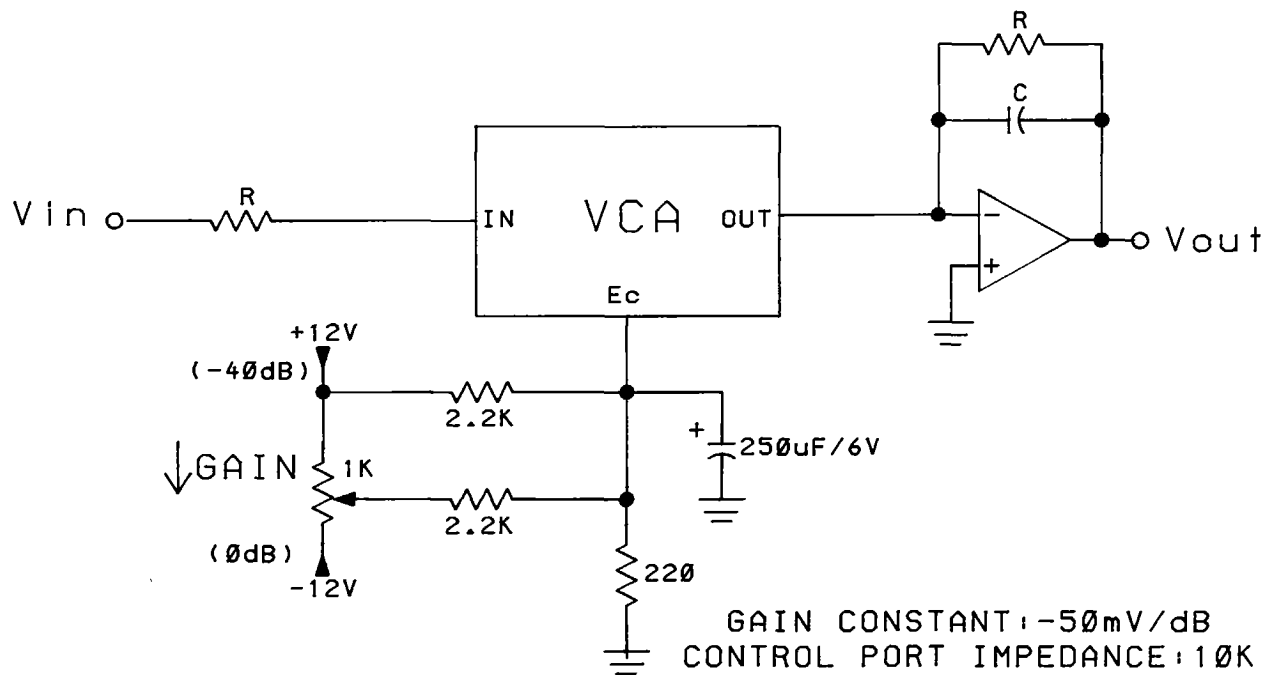 R
C
R
Vin
IN
VCA
OUT
-
+
Vout
Ec
+12V
(-40dB)
2.2K
+
250uF/6V
↓GAIN
1K
2.2K
(0dB)
-12V
220
GAIN CONSTANT:-50mV/dB
CONTROL PORT IMPEDANCE:10K